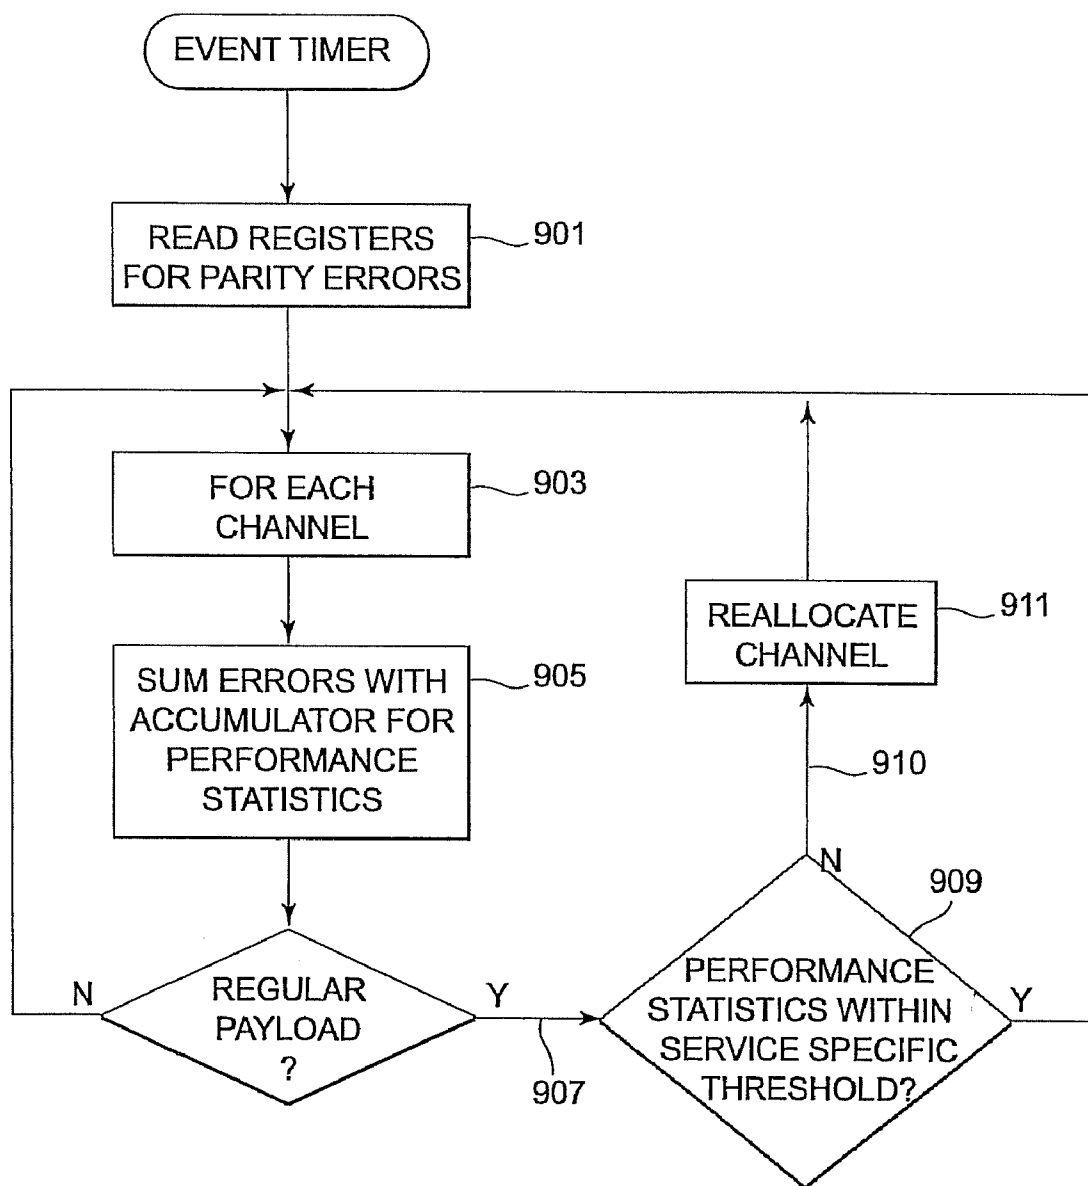 EVENT TIMER
READ REGISTERS
FOR PARITY ERRORS
901
FOR EACH
CHANNEL
903
SUM ERRORS WITH
ACCUMULATOR FOR
PERFORMANCE
STATISTICS
905
REALLOCATE
CHANNEL
911
910
N
909
N
REGULAR
PAYLOAD
?
Y
907
PERFORMANCE
STATISTICS WITHIN
SERVICE SPECIFIC
THRESHOLD?
Y